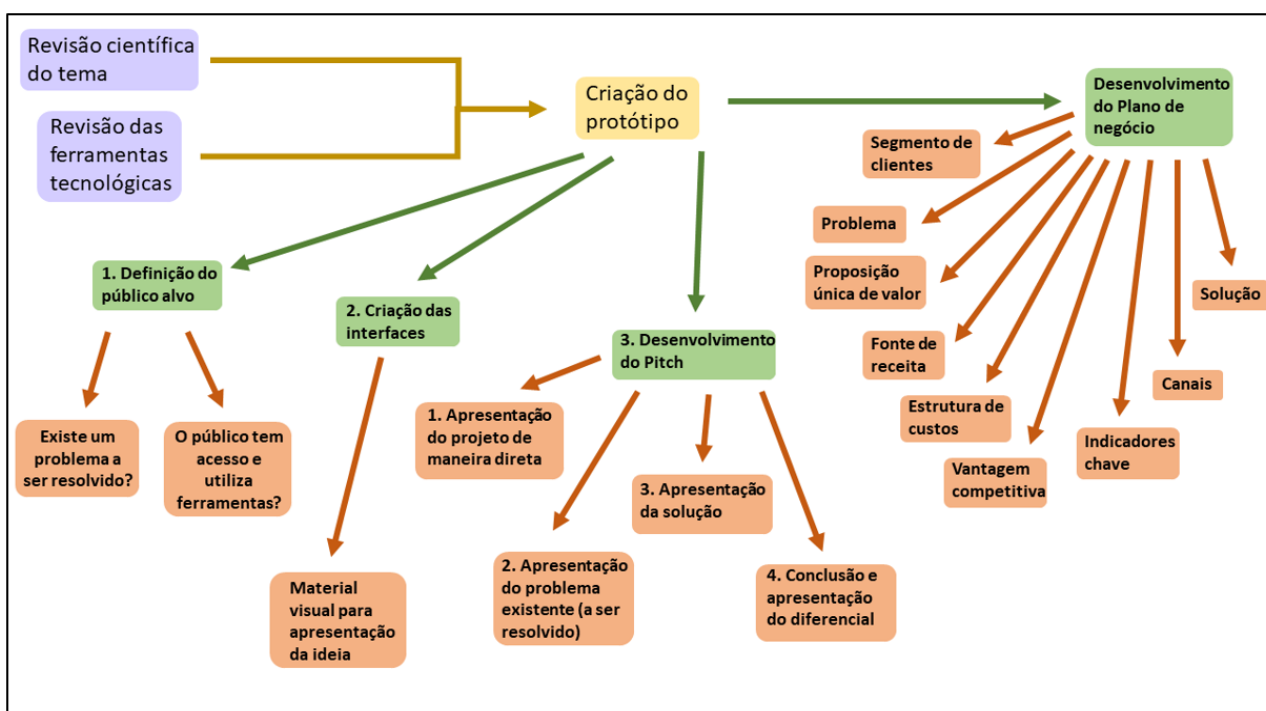 Revisão científica
do tema
Revisão das
ferramentas
tecnológicas
Criação do
protótipo
Desenvolvimento
do Plano de
negócio
1. Definição do
público alvo
Existe um
problema a
ser resolvido?
O público tem
acesso e
utiliza
ferramentas?
2. Criação das
interfaces
Material
visual para
apresentação
da ideia
3. Desenvolvimento
do Pitch
1. Apresentação
do projeto de
maneira direta
2. Apresentação
do problema
existente (a ser
resolvido)
3. Apresentação
da solução
4. Conclusão e
apresentação
do diferencial
Segmento de
clientes
Problema
Proposição
única de valor
Fonte de
receita
Estrutura de
custos
Vantagem
competitiva
Indicadores
chave
Canais
Solução